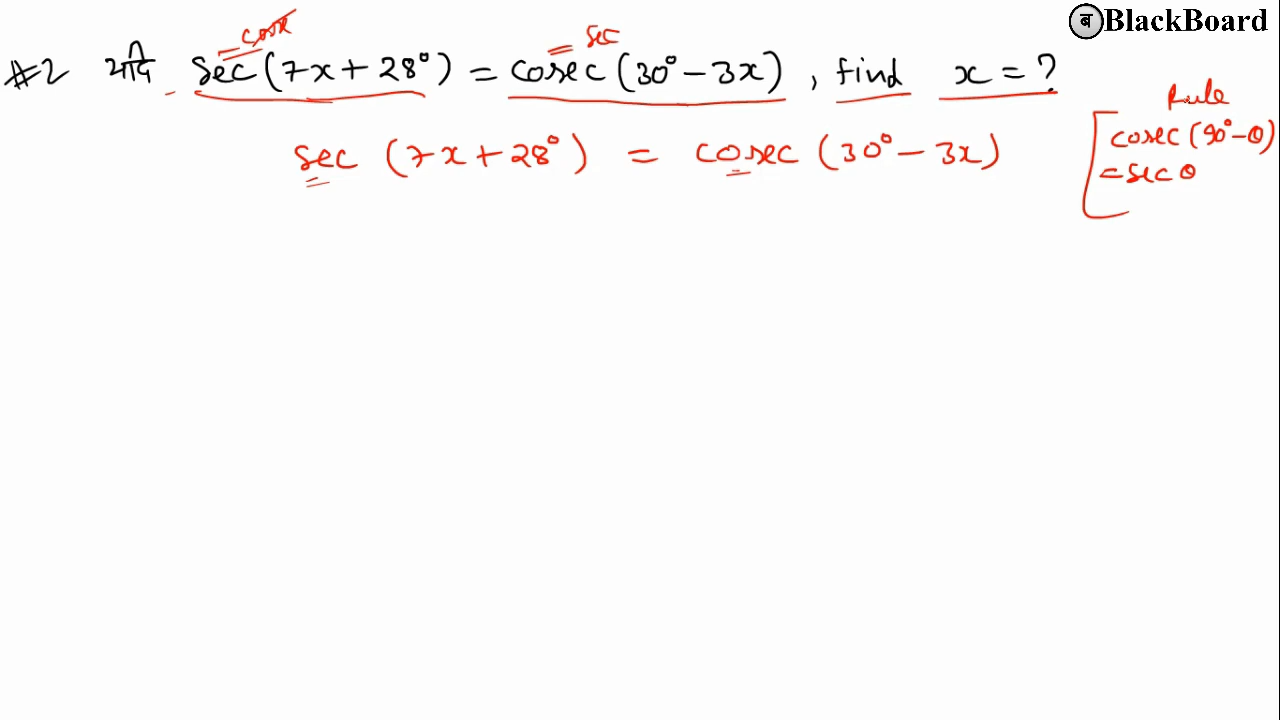 ब BlackBoard
cosec sec
#2 यदि sec(7x+28°) = cosec(30°-3x), find x = ?
Rule
sec (7x+28°) = cosec (30°-3x)
cosec(90°-θ)
=sec θ